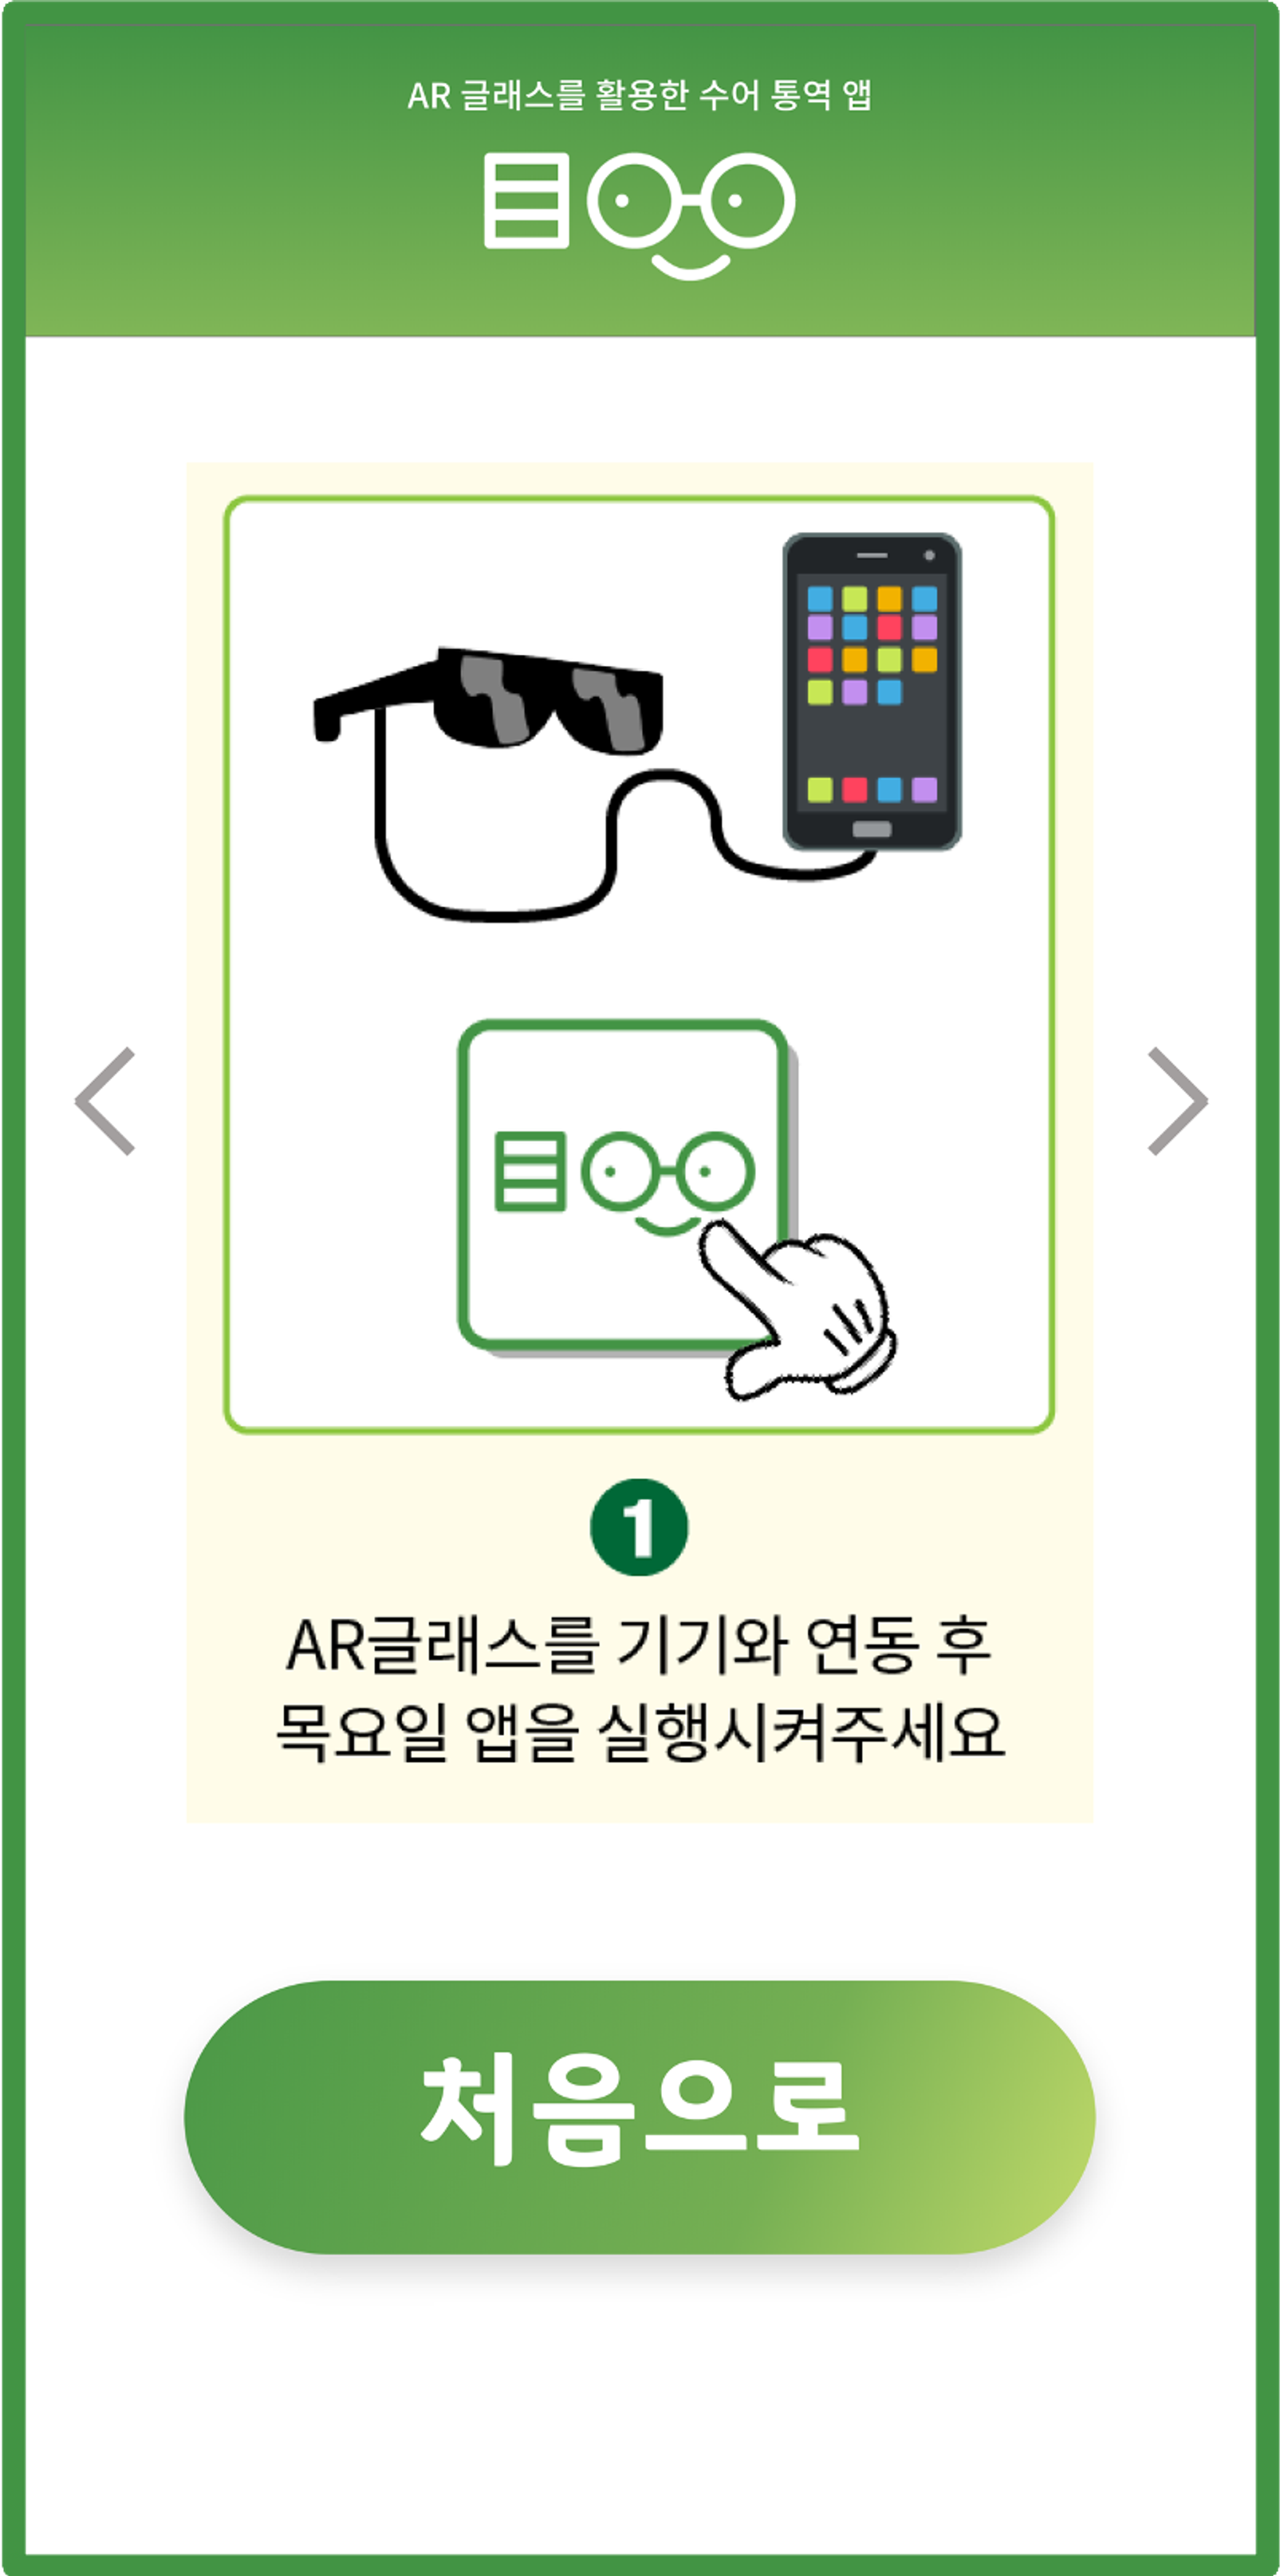 AR 글래스를 활용한 수어 통역 앱
1
AR글래스를 기기와 연동 후
목요일 앱을 실행시켜주세요
처음으로